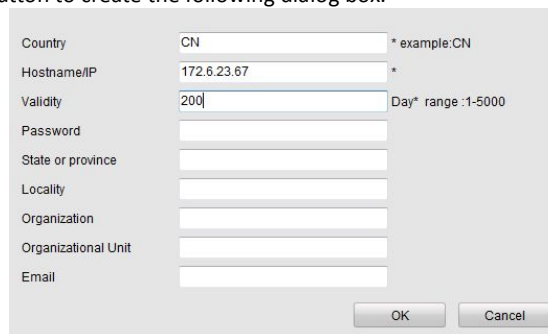 utton to create the following dialog box.
Country CN * example:CN
Hostname/IP 172.6.23.67 *
Validity 200 Day* range :1-5000
Password
State or province
Locality
Organization
Organizational Unit
Email
OK Cancel